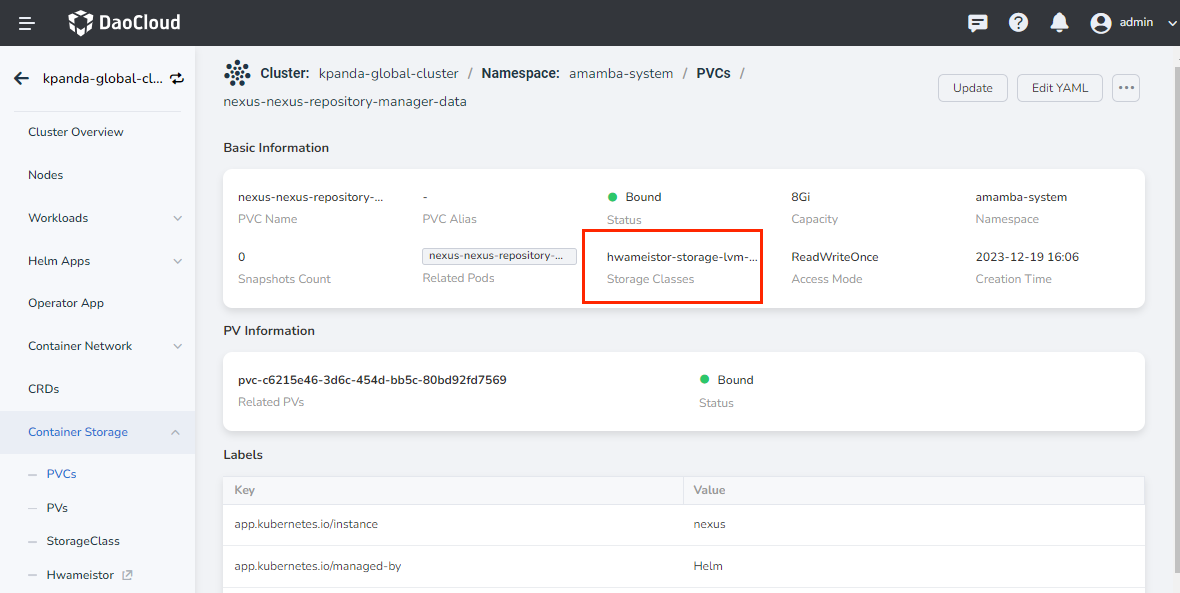 DaoCloud
admin
kpanda-global-cl...
Cluster Overview
Nodes
Workloads
Helm Apps
Operator App
Container Network
CRDs
Container Storage
PVCs
PVs
StorageClass
Hwameistor
Cluster: kpanda-global-cluster / Namespace: amamba-system / PVCs /
nexus-nexus-repository-manager-data
Update
Edit YAML
Basic Information
nexus-nexus-repository-...
PVC Name
-
PVC Alias
Bound
Status
8Gi
Capacity
amamba-system
Namespace
0
Snapshots Count
nexus-nexus-repository-...
Related Pods
hwameistor-storage-lvm-...
Storage Classes
ReadWriteOnce
Access Mode
2023-12-19 16:06
Creation Time
PV Information
pvc-c6215e46-3d6c-454d-bb5c-80bd92fd7569
Related PVs
Bound
Status
Labels
Key Value
app.kubernetes.io/instance nexus
app.kubernetes.io/managed-by Helm